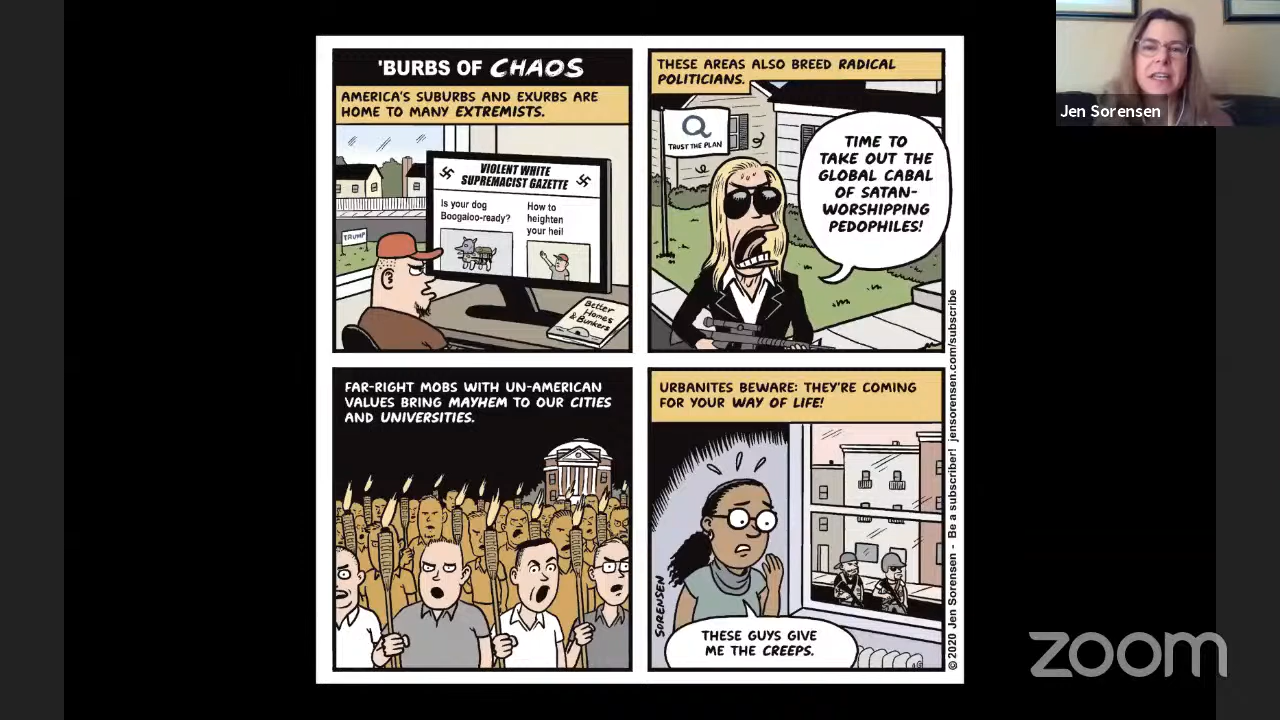 'BURBS OF CHAOS
AMERICA'S SUBURBS AND EXURBS ARE
HOME TO MANY EXTREMISTS.
VIOLENT WHITE
SUPREMACIST GAZETTE
Is your dog
Boogaloo-ready?
How to
heighten
your heil
TRUMP
Better
Homes
& Bunkers
THESE AREAS ALSO BREED RADICAL
POLITICIANS.
Q
TRUST THE PLAN
TIME TO
TAKE OUT THE
GLOBAL CABAL
OF SATAN-
WORSHIPPING
PEDOPHILES!
FAR-RIGHT MOBS WITH UN-AMERICAN
VALUES BRING MAYHEM TO OUR CITIES
AND UNIVERSITIES.
URBANITES BEWARE: THEY'RE COMING
FOR YOUR WAY OF LIFE!
SORENSEN
THESE GUYS GIVE
ME THE CREEPS.
© 2020 Jen Sorensen - Be a subscriber! jensorensen.com/subscribe
Jen Sorensen
zoom